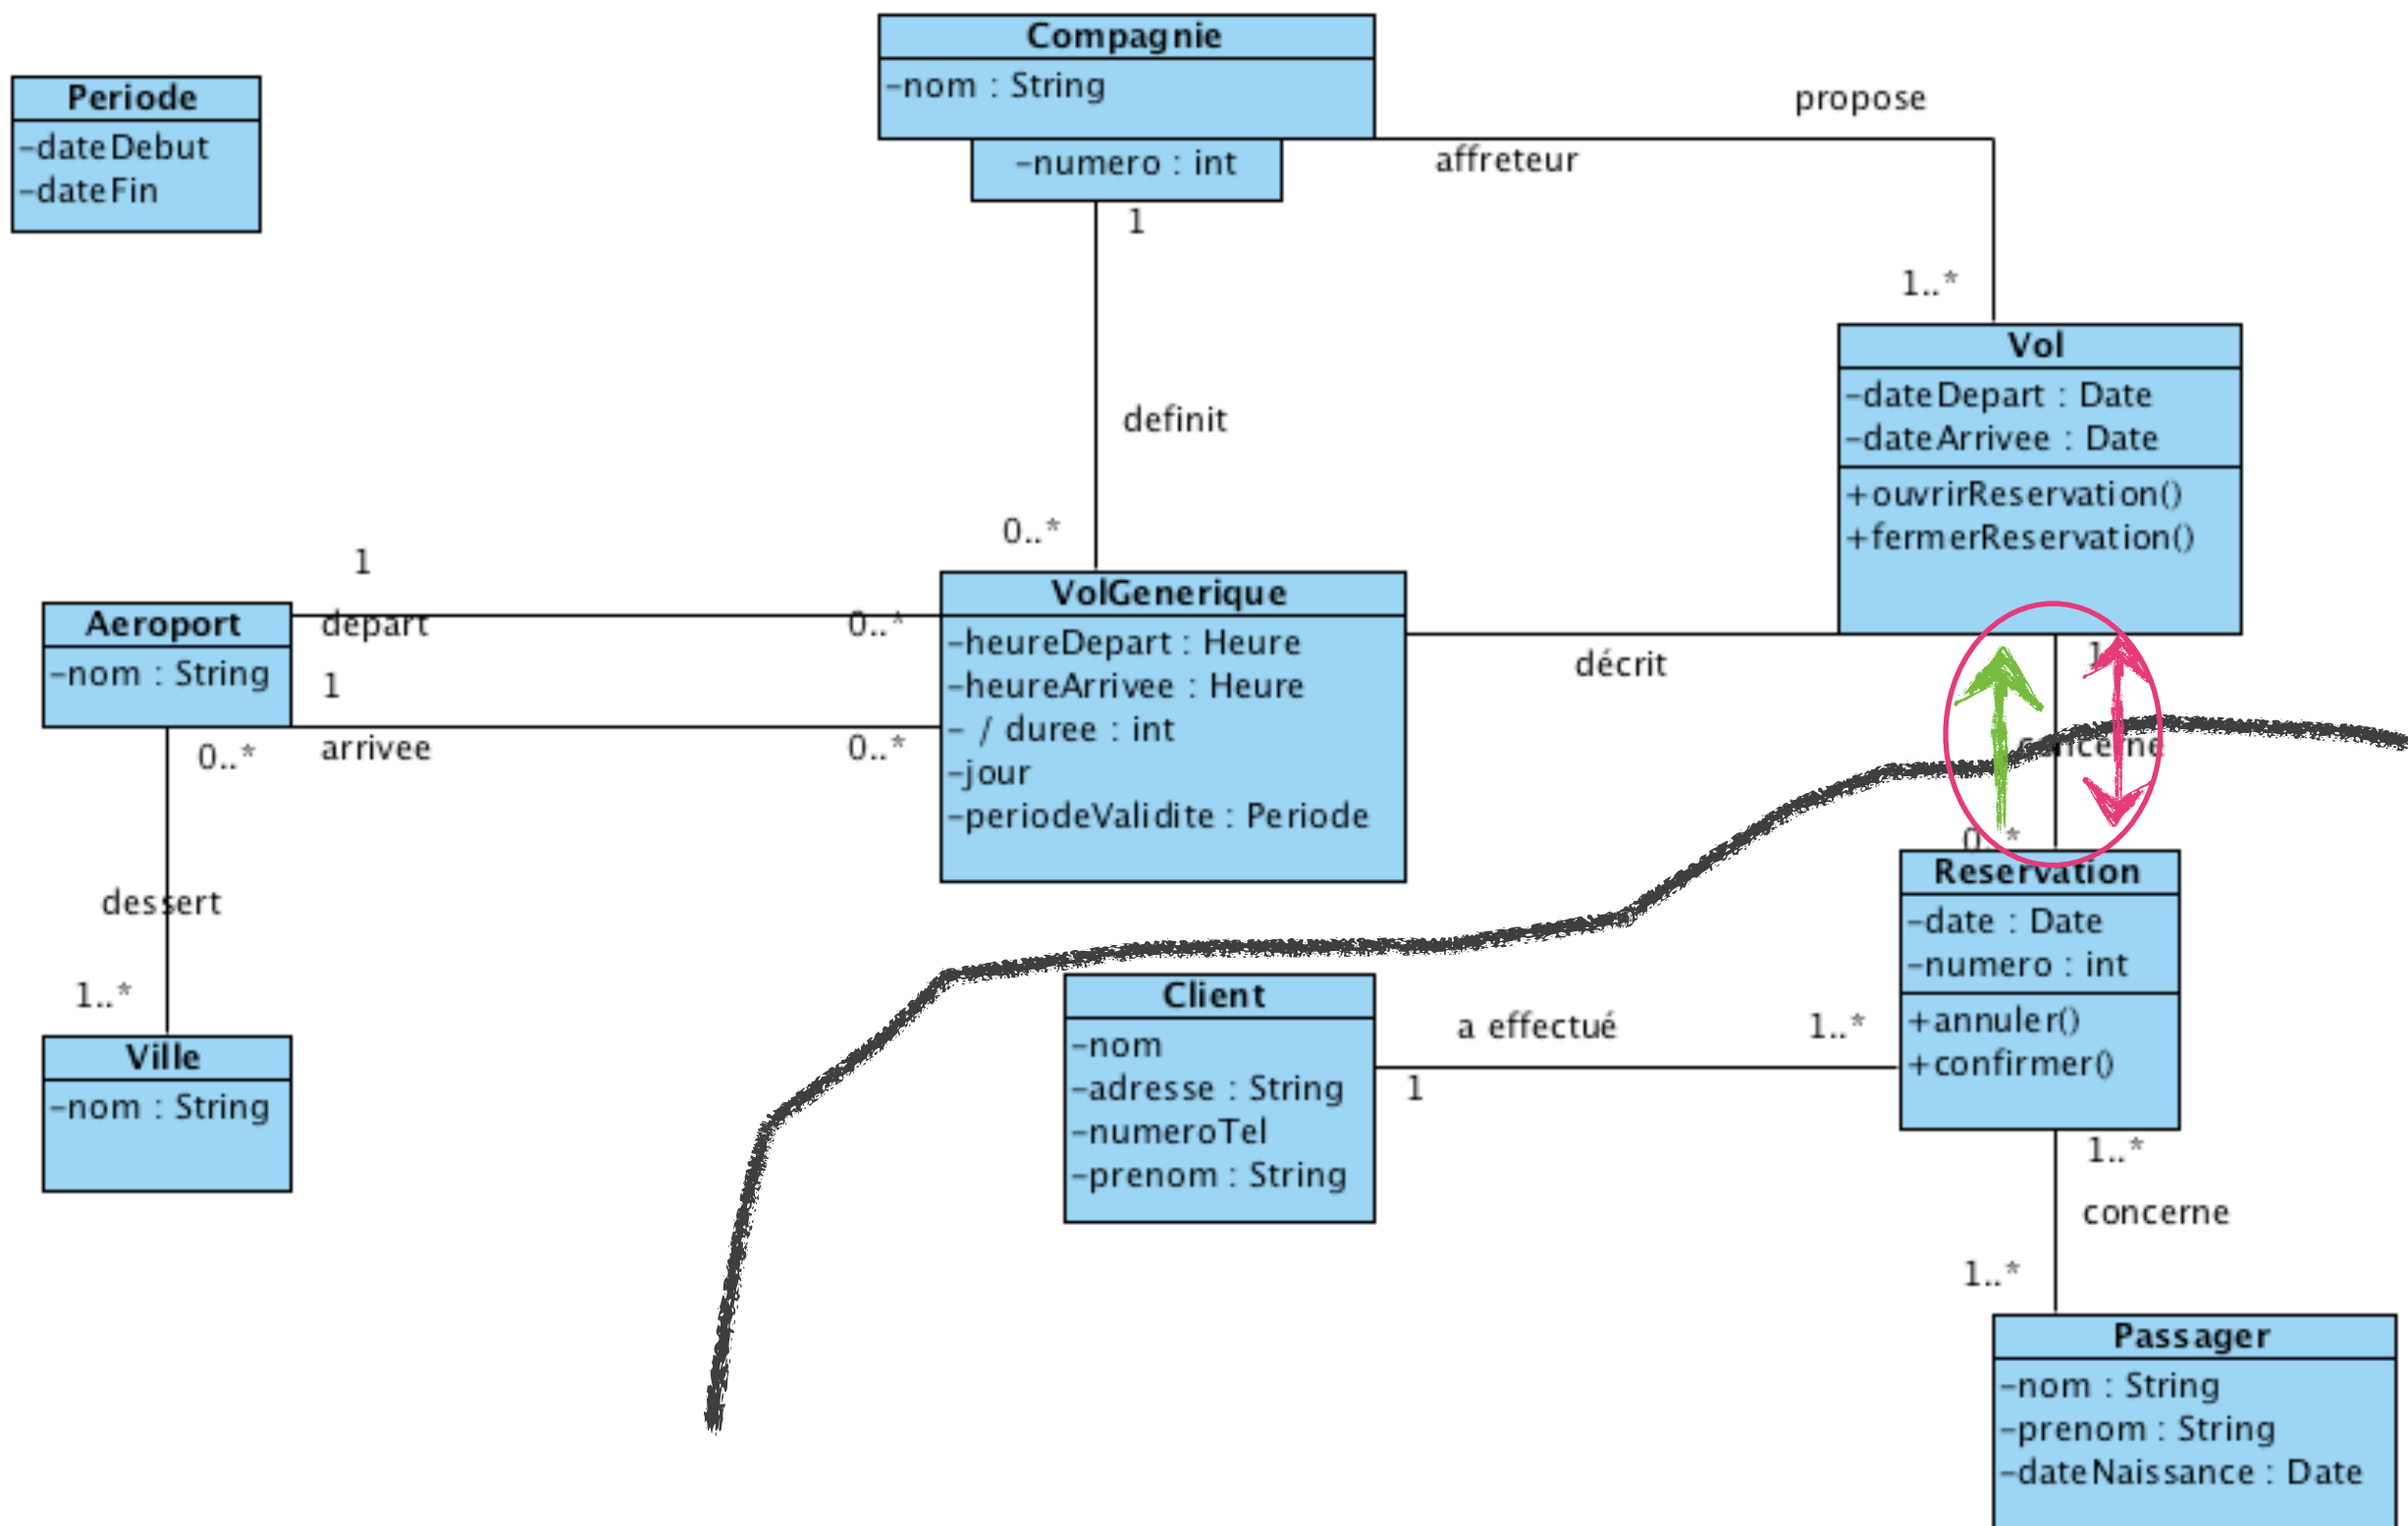 Compagnie
-nom : String
-numero : int
Periode
-dateDebut
-dateFin
propose
affreteur
1
1..*
Vol
-dateDepart : Date
-dateArrivee : Date
+ouvrirReservation()
+fermerReservation()
definit
0..*
VolGenerique
-heureDepart : Heure
-heureArrivee : Heure
- / duree : int
-jour
-periodeValidite : Periode
1
depart
0..*
1
arrivee
0..*
Aeroport
-nom : String
0..*
dessert
1..*
Ville
-nom : String
décrit
1
concerne
0..*
Reservation
-date : Date
-numero : int
+annuler()
+confirmer()
Client
-nom
-adresse : String
-numeroTel
-prenom : String
a effectué
1..*
1
1..*
concerne
1..*
Passager
-nom : String
-prenom : String
-dateNaissance : Date